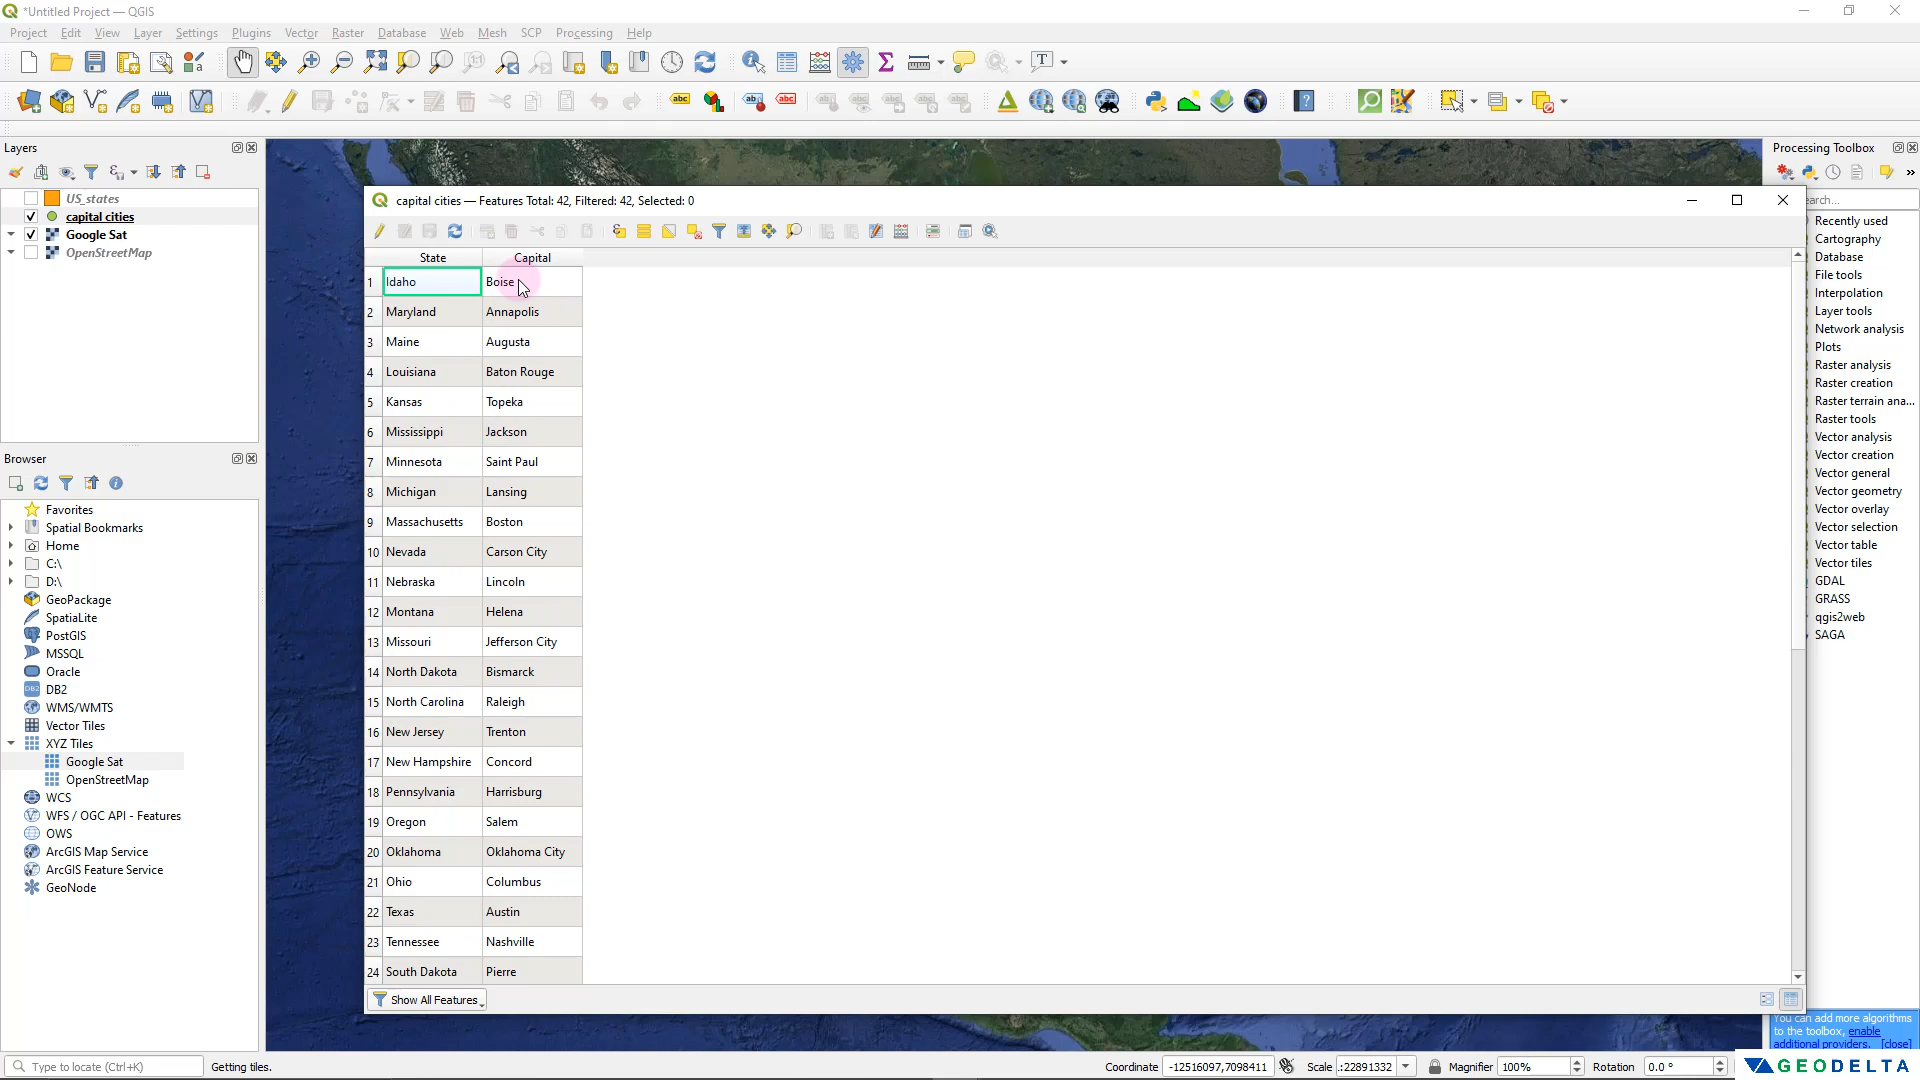 *Untitled Project — QGIS
Project Edit View Layer Settings Plugins Vector Raster Database Web Mesh SCP Processing Help
Layers
US_states
capital cities
Google Sat
OpenStreetMap
Browser
Favorites
Spatial Bookmarks
Home
C:\
D:\
GeoPackage
SpatiaLite
PostGIS
MSSQL
Oracle
DB2
WMS/WMTS
Vector Tiles
XYZ Tiles
Google Sat
OpenStreetMap
WCS
WFS / OGC API - Features
OWS
ArcGIS Map Service
ArcGIS Feature Service
GeoNode
capital cities — Features Total: 42, Filtered: 42, Selected: 0
State Capital
1 Idaho Boise
2 Maryland Annapolis
3 Maine Augusta
4 Louisiana Baton Rouge
5 Kansas Topeka
6 Mississippi Jackson
7 Minnesota Saint Paul
8 Michigan Lansing
9 Massachusetts Boston
10 Nevada Carson City
11 Nebraska Lincoln
12 Montana Helena
13 Missouri Jefferson City
14 North Dakota Bismarck
15 North Carolina Raleigh
16 New Jersey Trenton
17 New Hampshire Concord
18 Pennsylvania Harrisburg
19 Oregon Salem
20 Oklahoma Oklahoma City
21 Ohio Columbus
22 Texas Austin
23 Tennessee Nashville
24 South Dakota Pierre
Show All Features
Processing Toolbox
earch...
Recently used
Cartography
Database
File tools
Interpolation
Layer tools
Network analysis
Plots
Raster analysis
Raster creation
Raster terrain ana...
Raster tools
Vector analysis
Vector creation
Vector general
Vector geometry
Vector overlay
Vector selection
Vector table
Vector tiles
GDAL
GRASS
qgis2web
SAGA
You can add more algorithms
to the toolbox, enable
additional providers. [close]
Type to locate (Ctrl+K) Getting tiles. Coordinate -12516097,7098411 Scale .:22891332 Magnifier 100% Rotation 0.0 °
GEODELTA